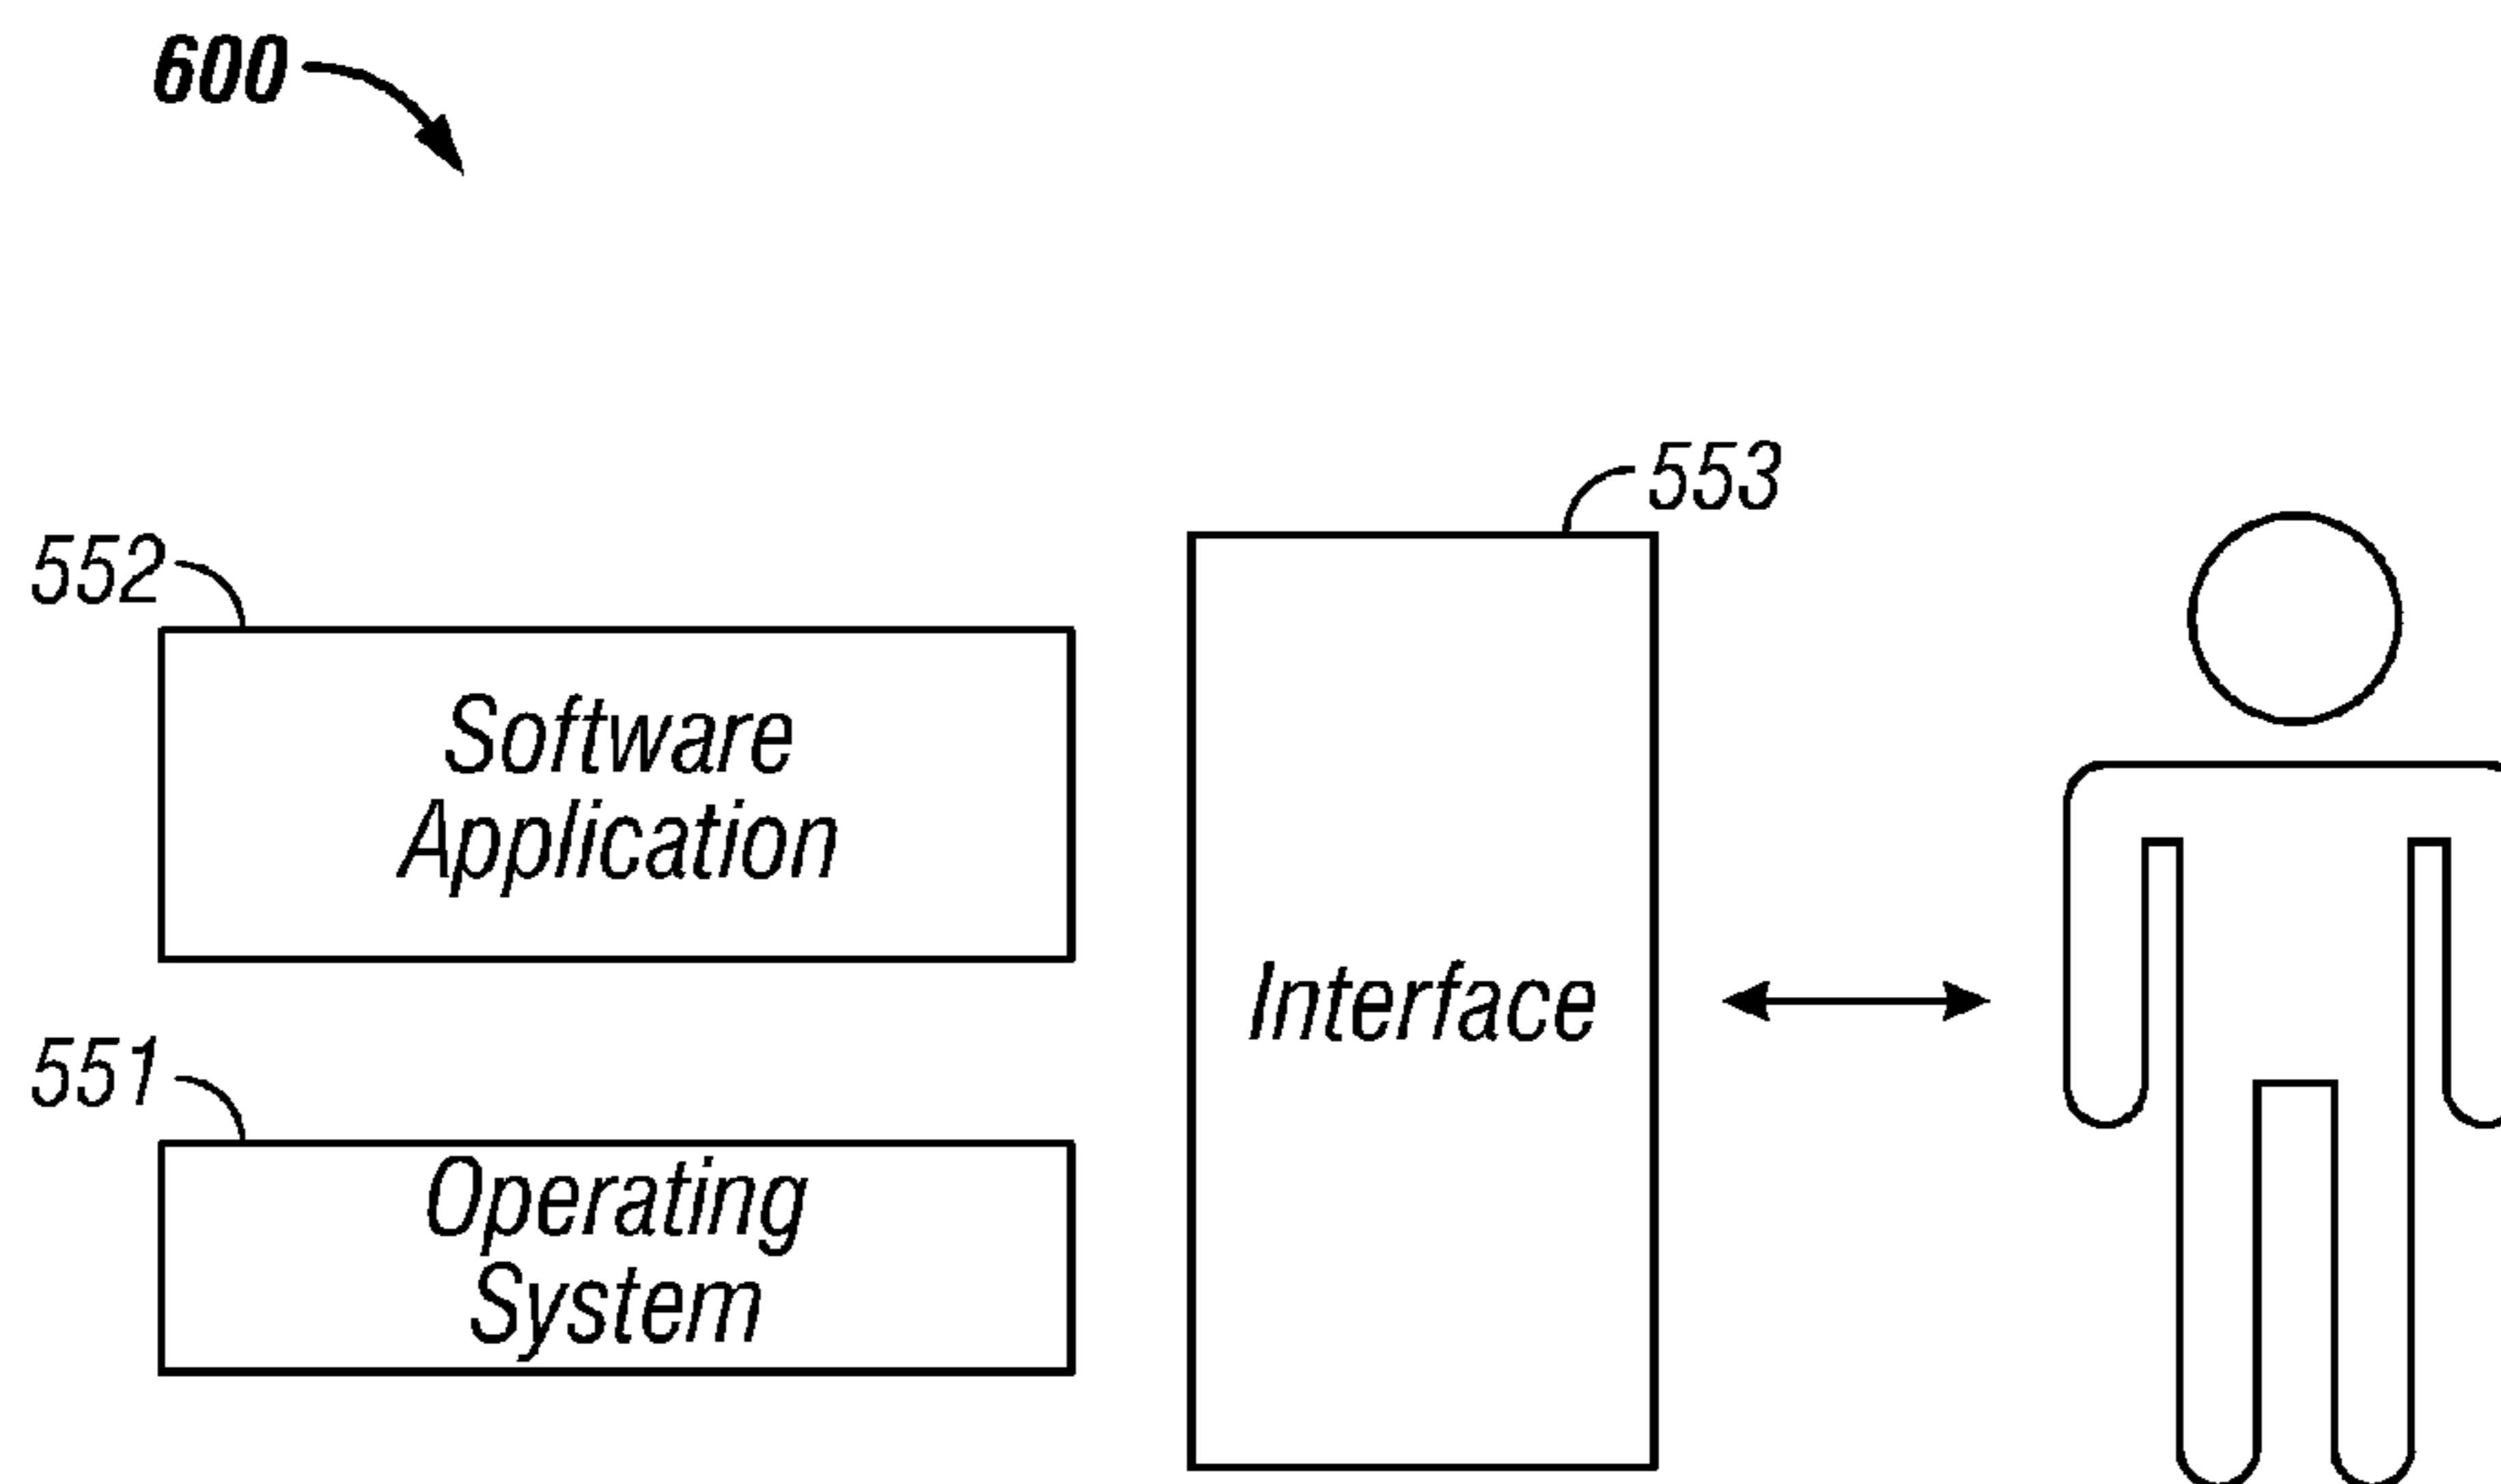 600
553
552
Software
Application
Interface
551
Operating
System